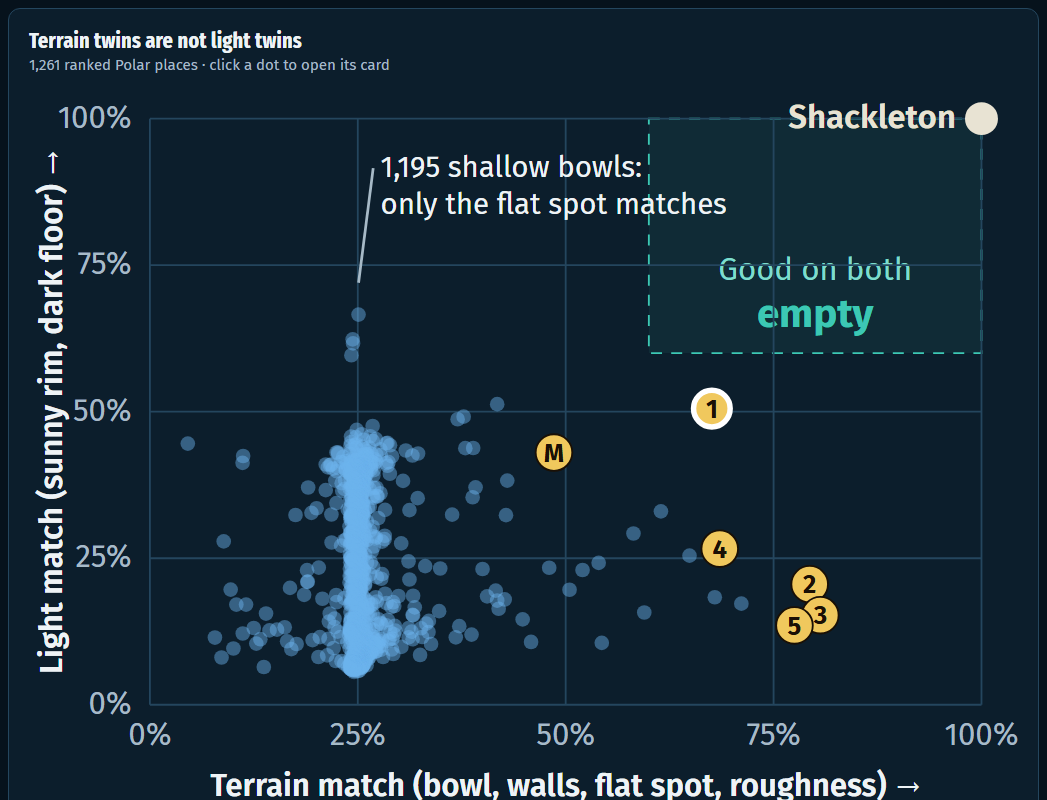 Terrain twins are not light twins
1,261 ranked Polar places · click a dot to open its card
100%
Shackleton
1,195 shallow bowls:
only the flat spot matches
75%
Good on both
empty
50%
1
M
25%
4
2
3
5
0%
0%
25%
50%
75%
100%
Light match (sunny rim, dark floor) →
Terrain match (bowl, walls, flat spot, roughness) →